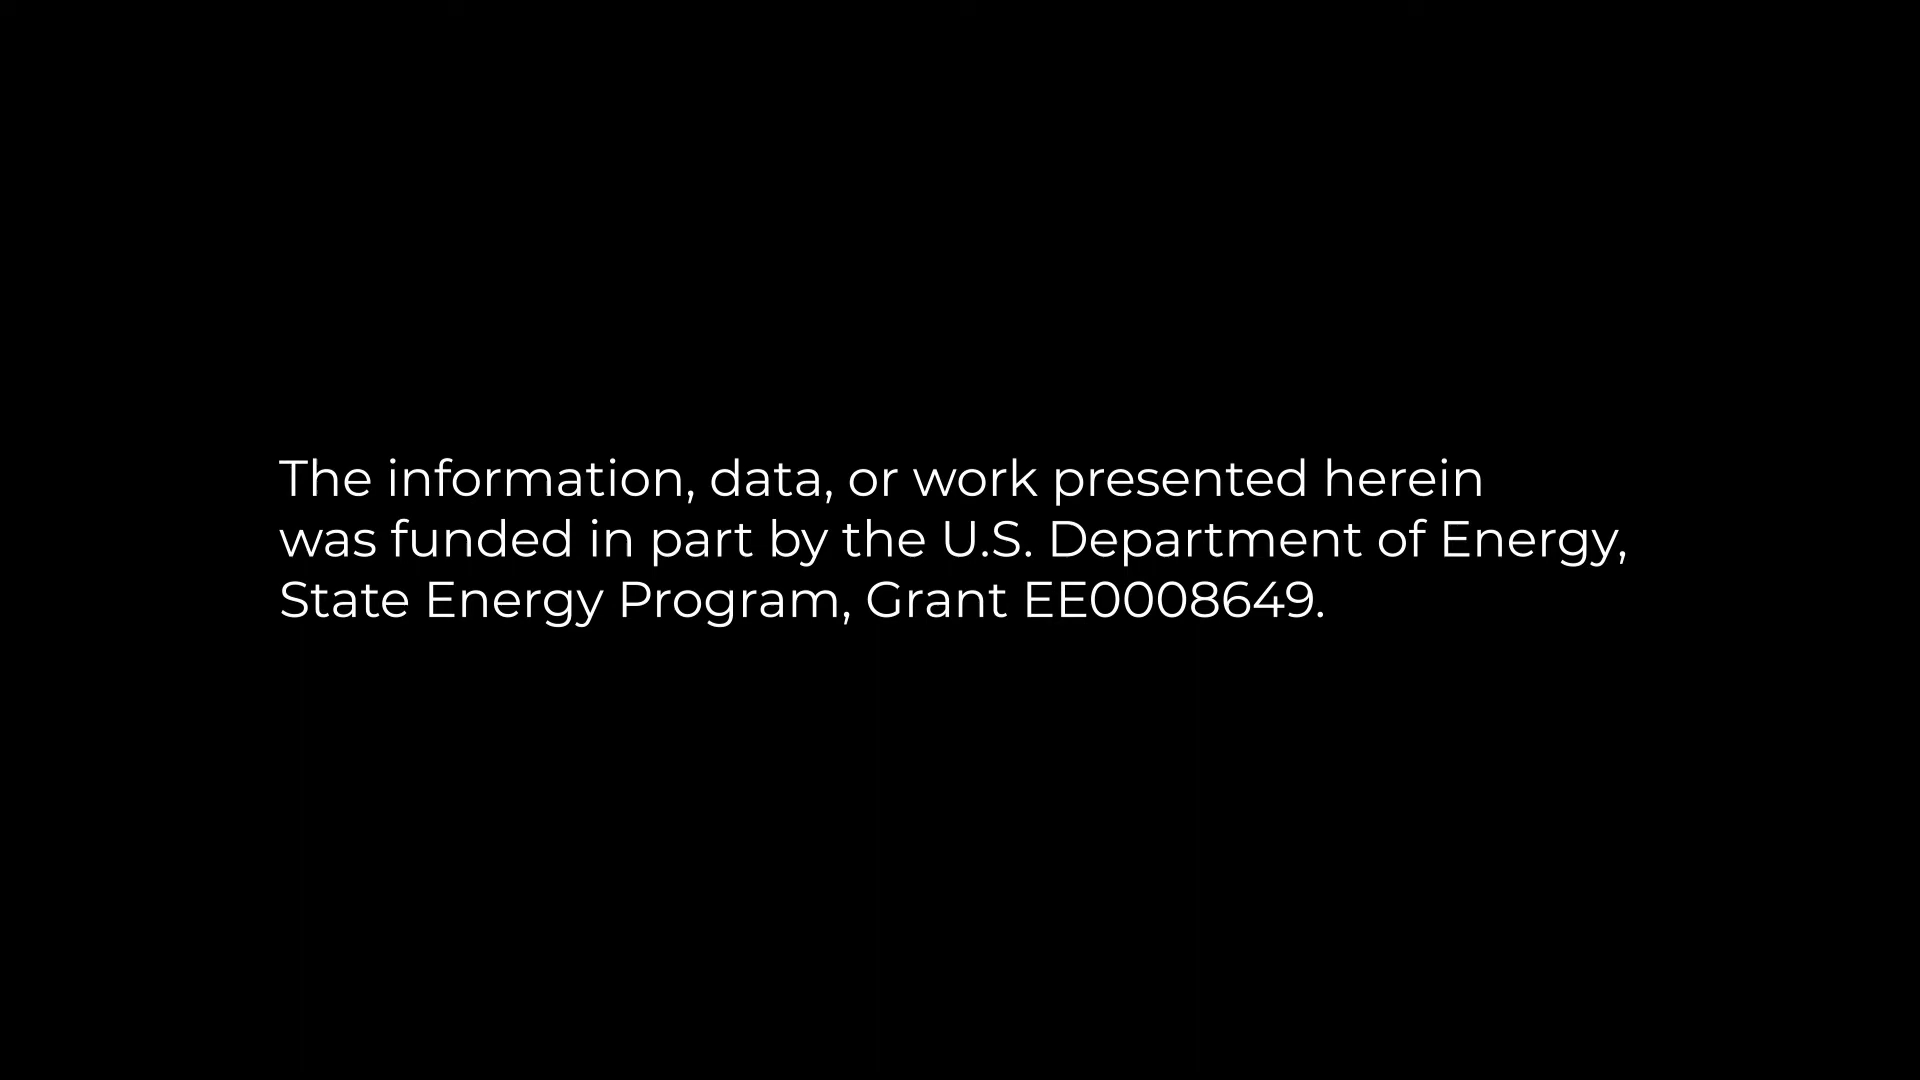 The information, data, or work presented herein
was funded in part by the U.S. Department of Energy,
State Energy Program, Grant EE0008649.